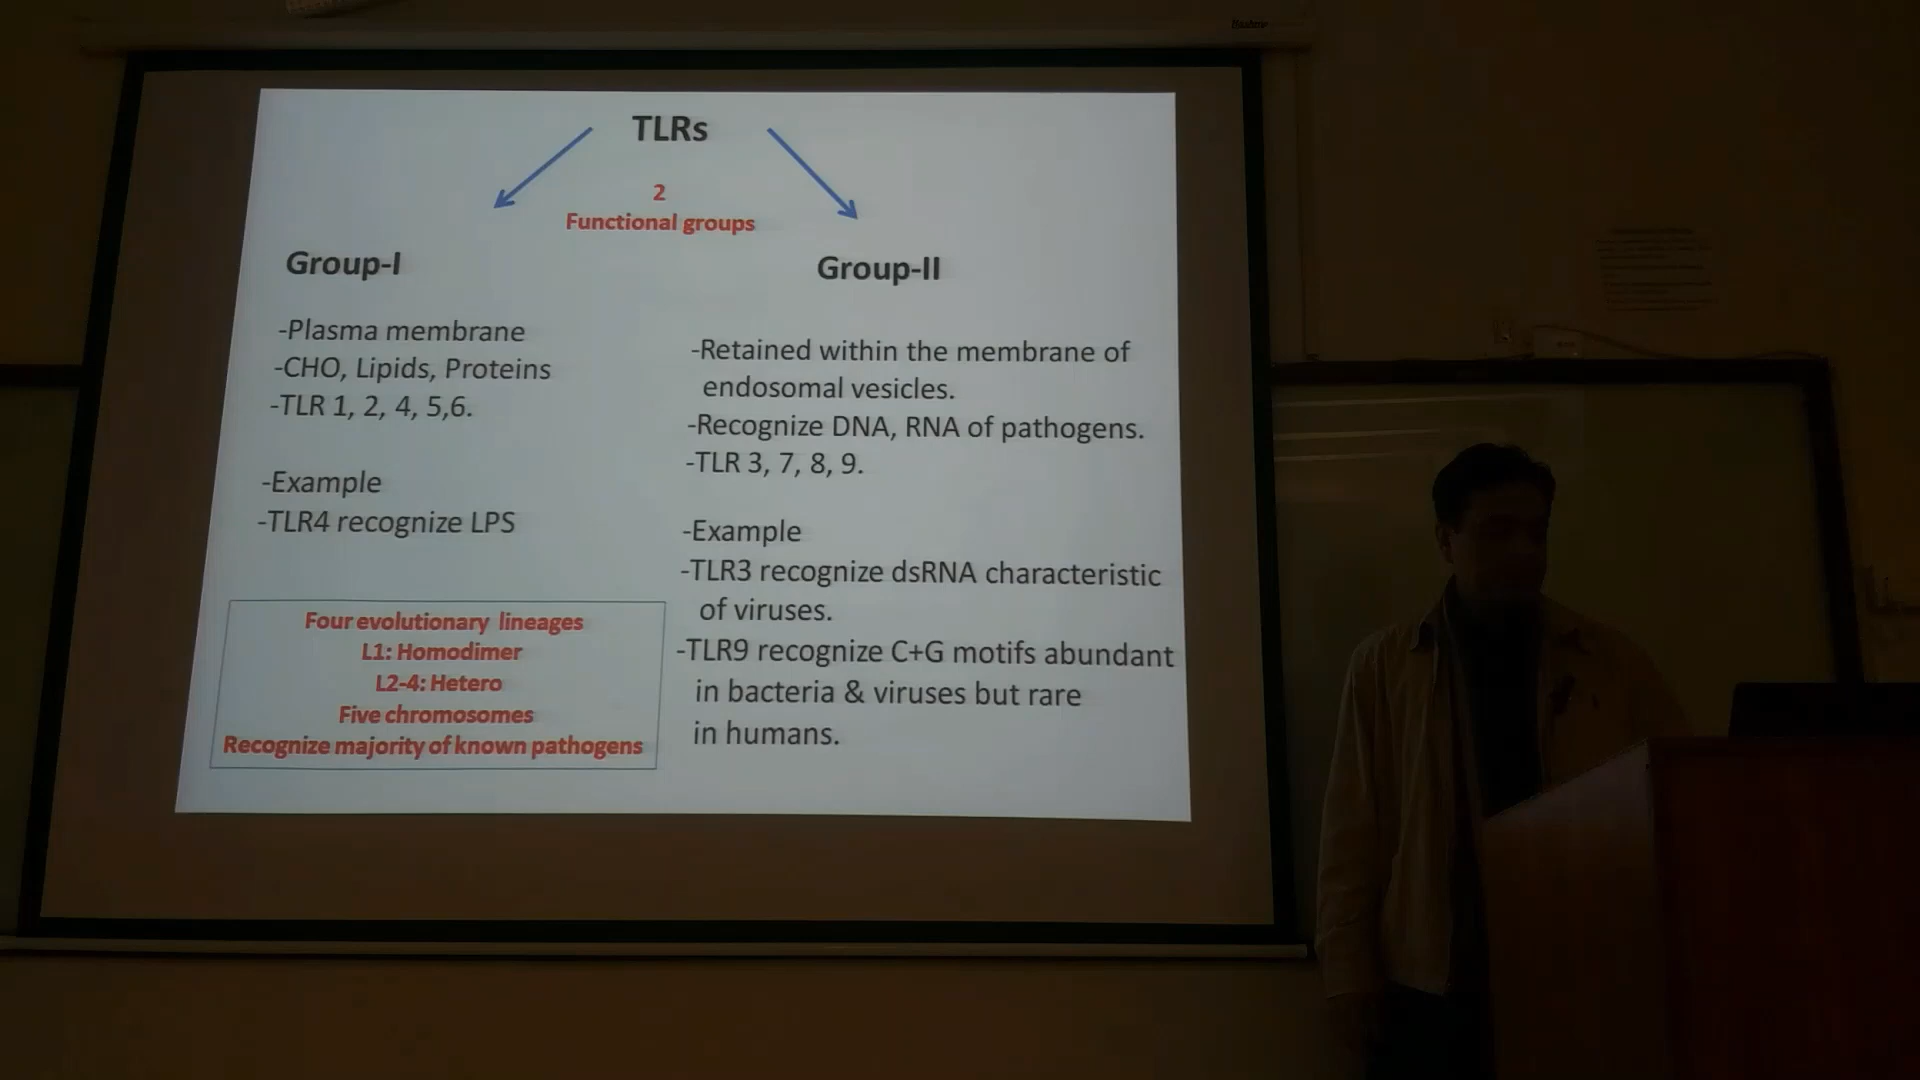 TLRs
2
Functional groups
Group-I
-Plasma membrane
-CHO, Lipids, Proteins
-TLR 1, 2, 4, 5,6.
-Example
-TLR4 recognize LPS
Four evolutionary lineages
L1: Homodimer
L2-4: Hetero
Five chromosomes
Recognize majority of known pathogens
Group-II
-Retained within the membrane of
endosomal vesicles.
-Recognize DNA, RNA of pathogens.
-TLR 3, 7, 8, 9.
-Example
-TLR3 recognize dsRNA characteristic
of viruses.
-TLR9 recognize C+G motifs abundant
in bacteria & viruses but rare
in humans.